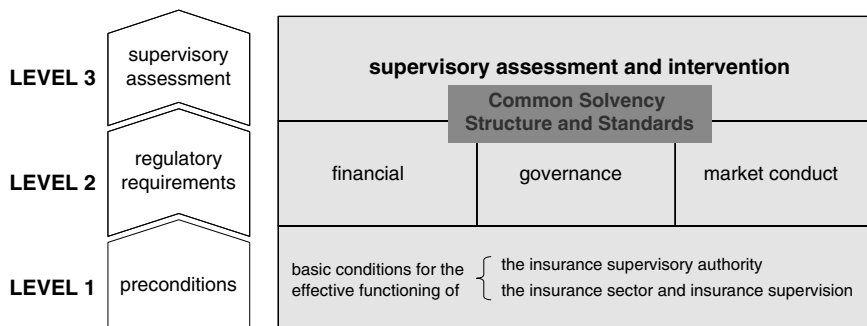 LEVEL 3
supervisory
assessment
supervisory assessment and intervention
Common Solvency
Structure and Standards
LEVEL 2
regulatory
requirements
financial
governance
market conduct
LEVEL 1
preconditions
basic conditions for the
effective functioning of
the insurance supervisory authority
the insurance sector and insurance supervision